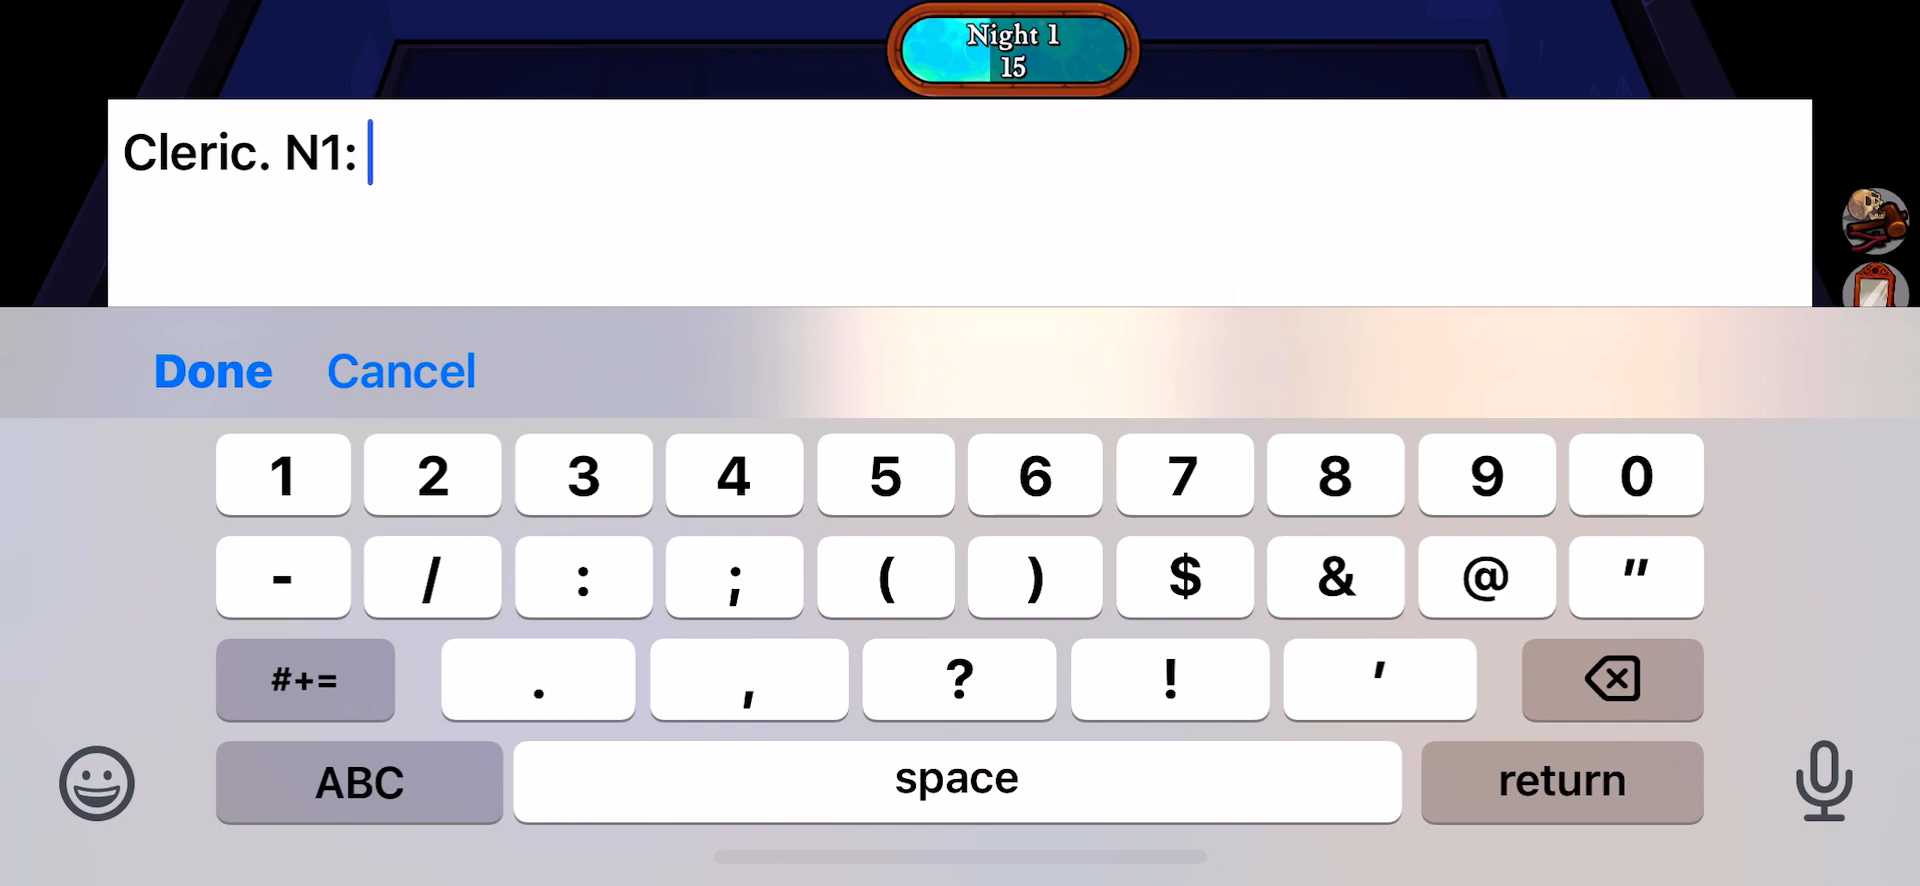 Night 1
15
Cleric. N1:
Done Cancel
1 2 3 4 5 6 7 8 9 0
- / : ; ( ) $ & @ "
#+= . , ? ! '
ABC space return